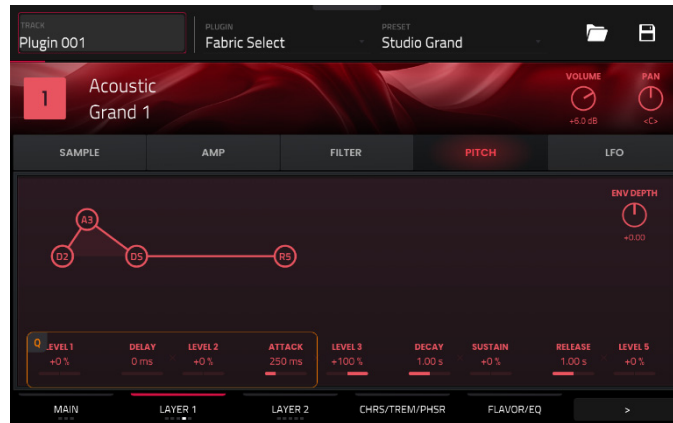 TRACK PLUGIN PRESET
Plugin 001 Fabric Select Studio Grand
VOLUME PAN
1 Acoustic
Grand 1
+6.0 dB <C>
SAMPLE AMP FILTER PITCH LFO
ENV DEPTH
+0.00
A3
D2 D5 R5
Q LEVEL 1 DELAY LEVEL 2 ATTACK LEVEL 3 DECAY SUSTAIN RELEASE LEVEL 5
+0 % 0 ms +0 % 250 ms +100 % 1.00 s +0 % 1.00 s +0 %
MAIN LAYER 1 LAYER 2 CHRS/TREM/PHSR FLAVOR/EQ >